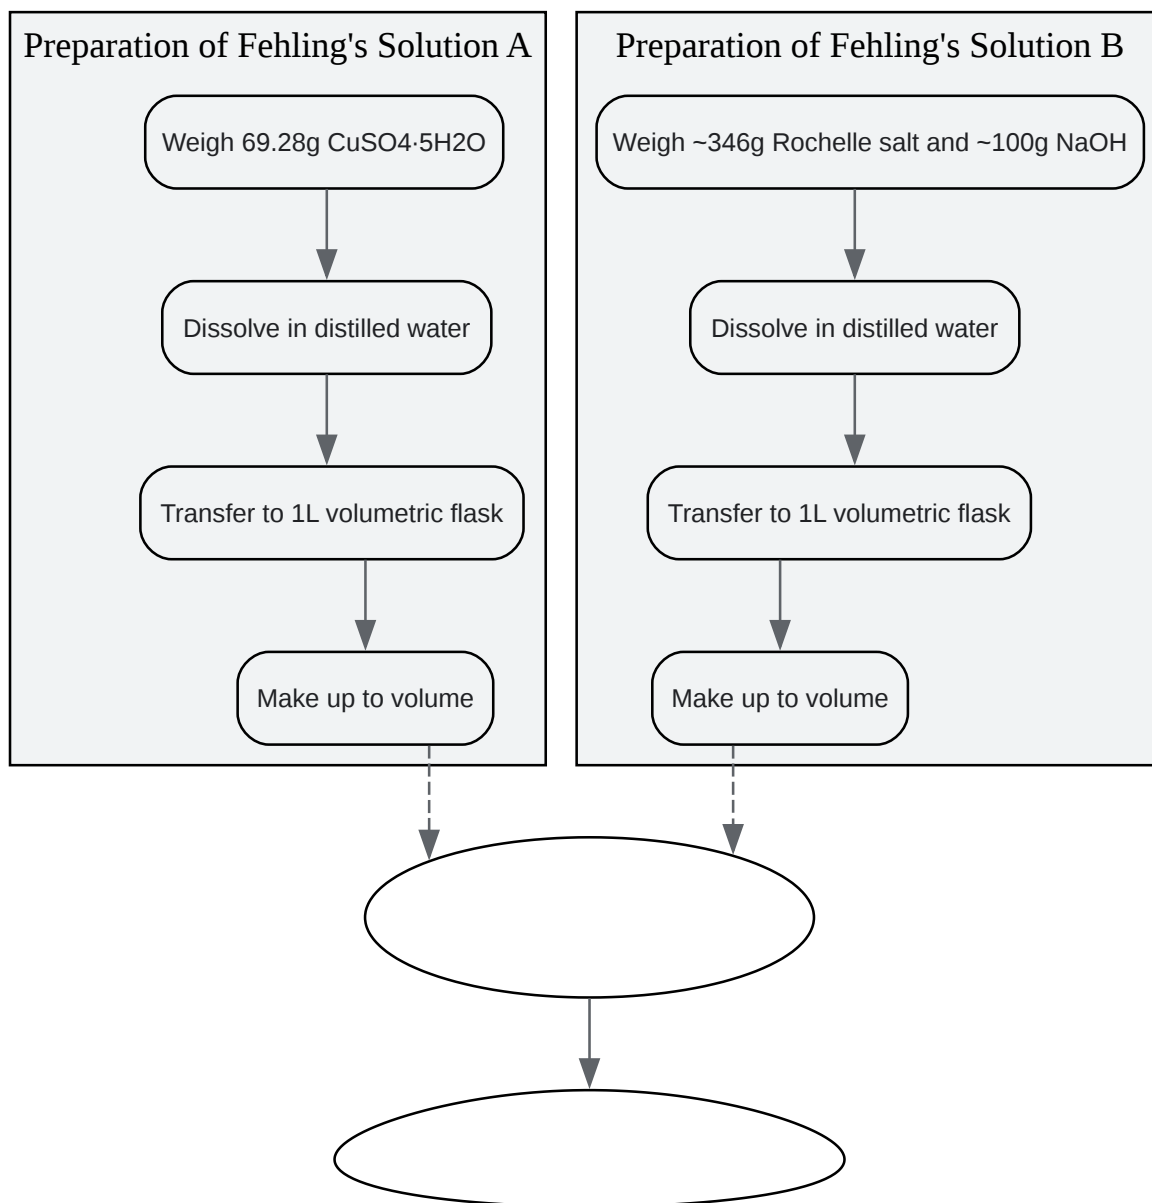 Preparation of Fehling's Solution A
Weigh 69.28g CuSO4·5H2O
Dissolve in distilled water
Transfer to 1L volumetric flask
Make up to volume
Preparation of Fehling's Solution B
Weigh ~346g Rochelle salt and ~100g NaOH
Dissolve in distilled water
Transfer to 1L volumetric flask
Make up to volume